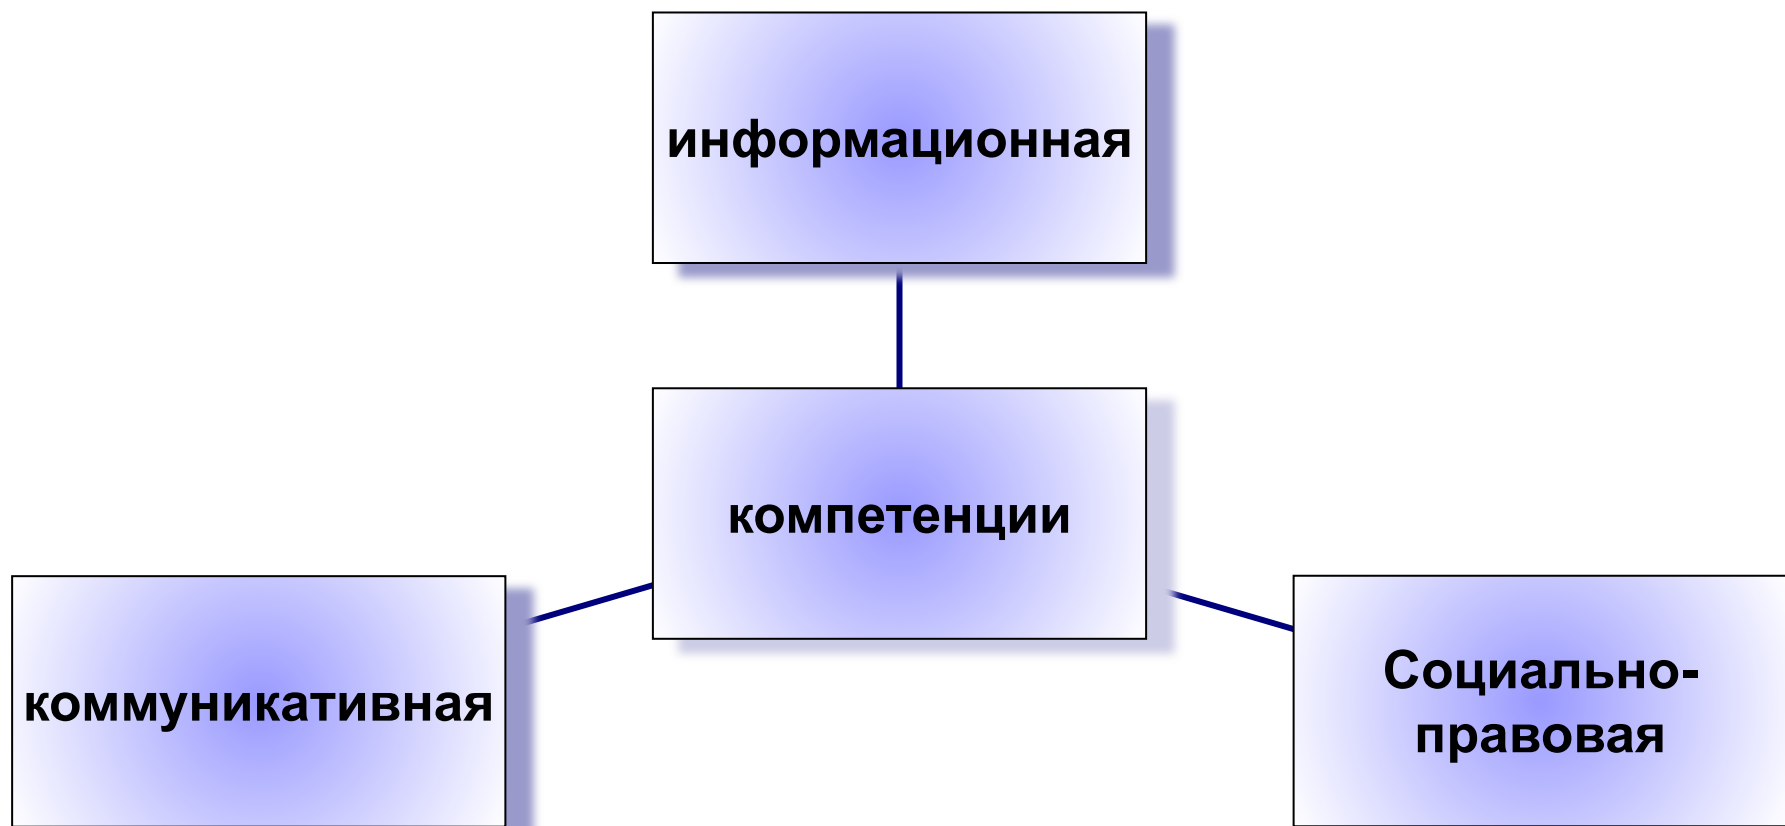 информационная
компетенции
коммуникативная
Социально-
правовая